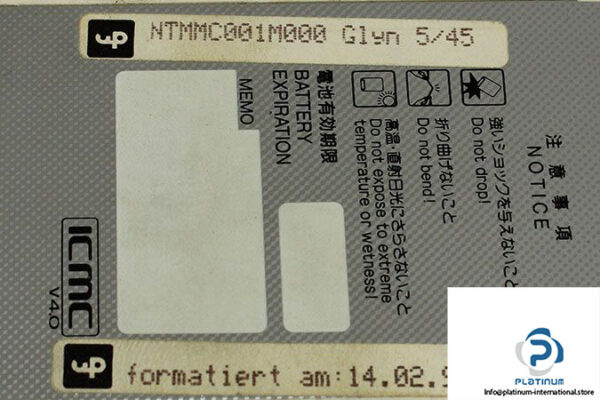 NTMMC001M000 Glyn 5/45
注意事項
NOTICE
強いショックを与えないこと
Do not drop!
折り曲げないこと
Do not bend!
高温・直射日光にさらさないこと
Do not expose to extreme
temperature or wetness!
電池有効期限
BATTERY
EXPIRATION
MEMO
ICMC
V4.0
formatiert am:14.02.
PLATINUM
Info@platinum-international.store